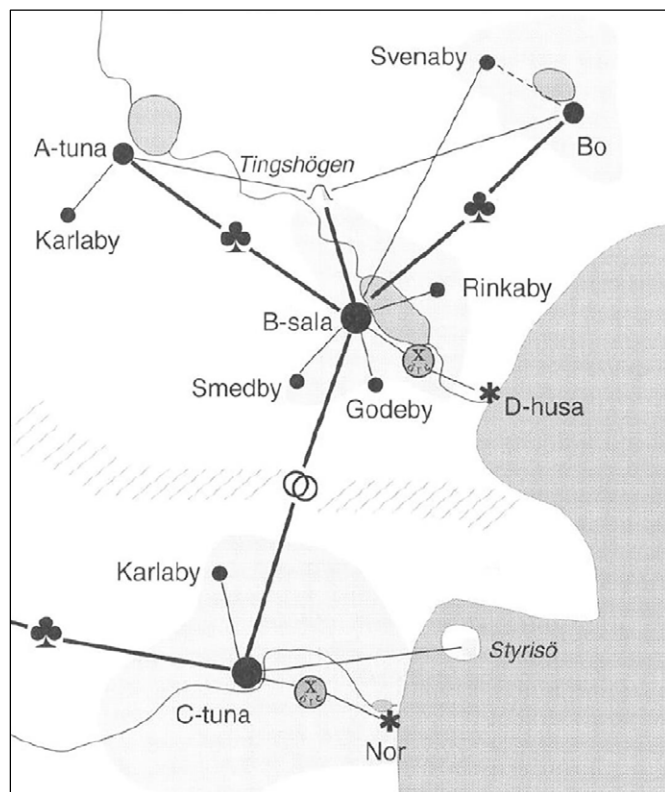 Svenaby
A-tuna
Tingshögen
Bo
Karlaby
Rinkaby
B-sala
X
Smedby
Godeby
D-husa
Karlaby
Styrisö
X
C-tuna
Nor